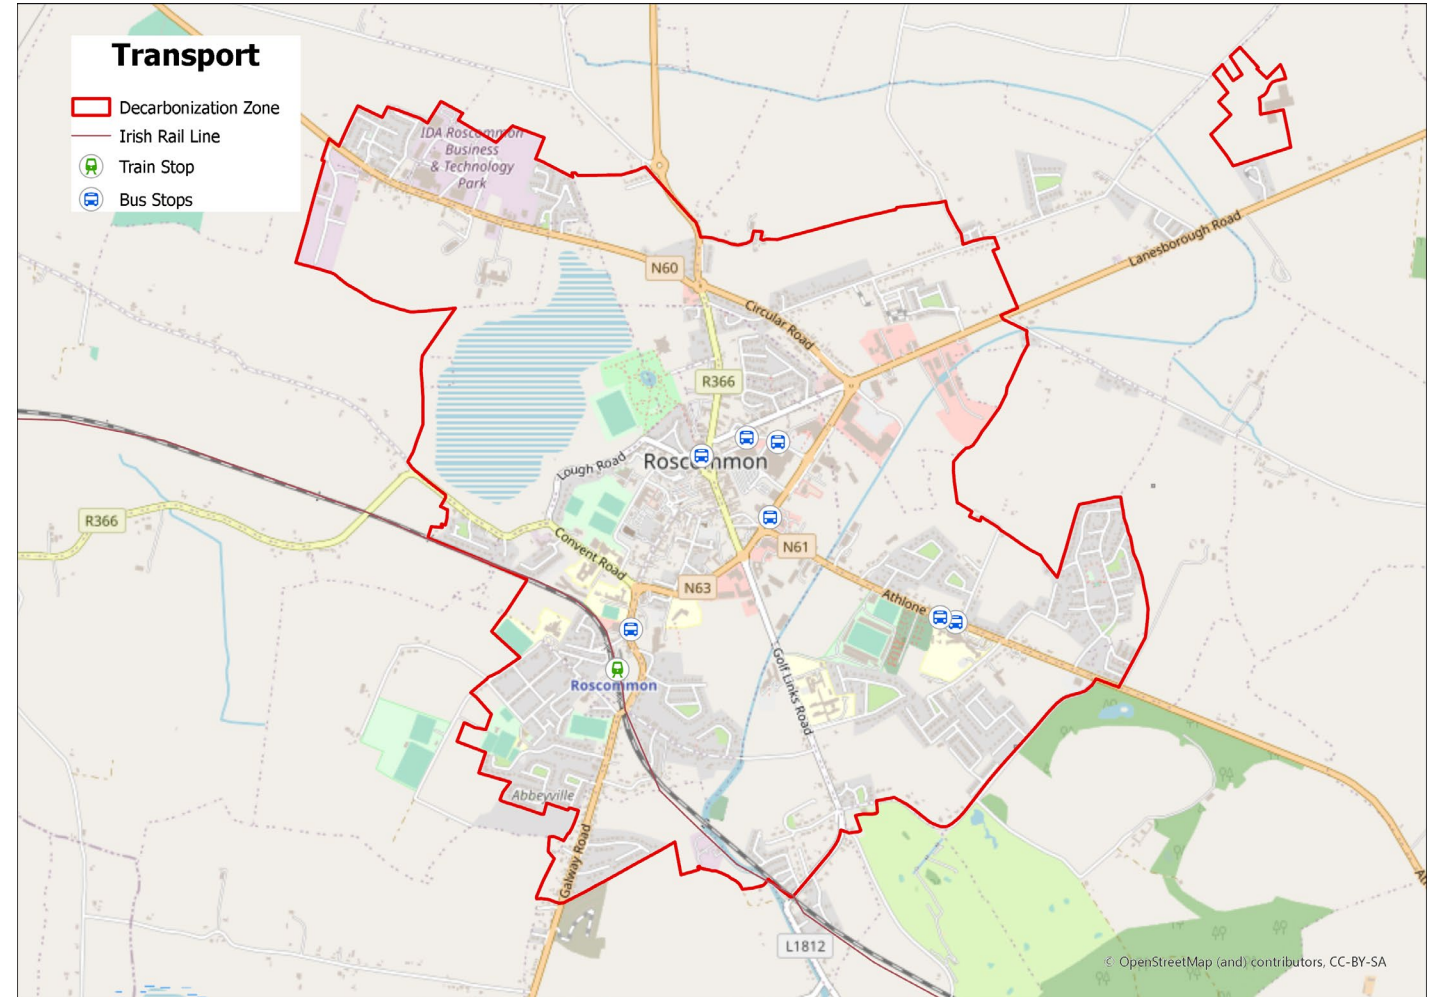 Transport
Decarbonization Zone
Irish Rail Line
Train Stop
Bus Stops
IDA Roscommon
Business
& Technology
Park
Lanesborough Road
N60
Circular Road
R366
Roscommon
Lough Road
R366
Convent Road
N61
N63
Athlone
Golf Links Road
Roscommon
Abbeyville
Galway Road
L1812
© OpenStreetMap (and) contributors, CC-BY-SA